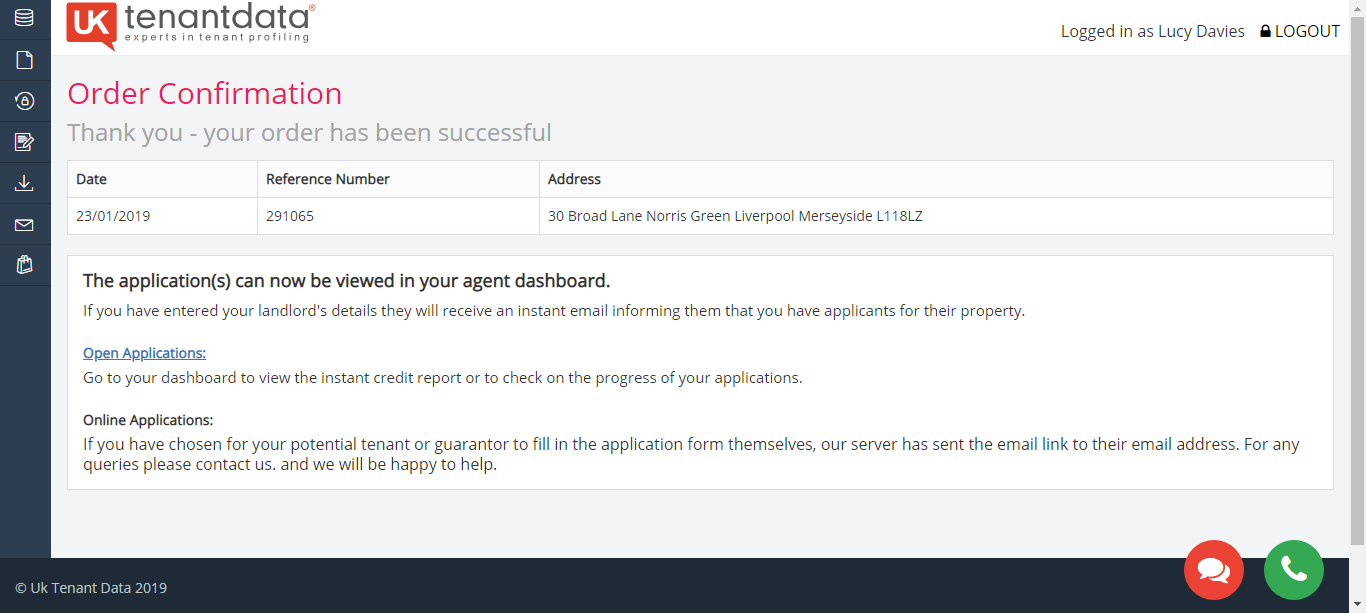 UK tenantdata®
experts in tenant profiling
Logged in as Lucy Davies LOGOUT
Order Confirmation
Thank you - your order has been successful
Date Reference Number Address
23/01/2019 291065 30 Broad Lane Norris Green Liverpool Merseyside L118LZ
The application(s) can now be viewed in your agent dashboard.
If you have entered your landlord's details they will receive an instant email informing them that you have applicants for their property.
Open Applications:
Go to your dashboard to view the instant credit report or to check on the progress of your applications.
Online Applications:
If you have chosen for your potential tenant or guarantor to fill in the application form themselves, our server has sent the email link to their email address. For any
queries please contact us. and we will be happy to help.
© Uk Tenant Data 2019